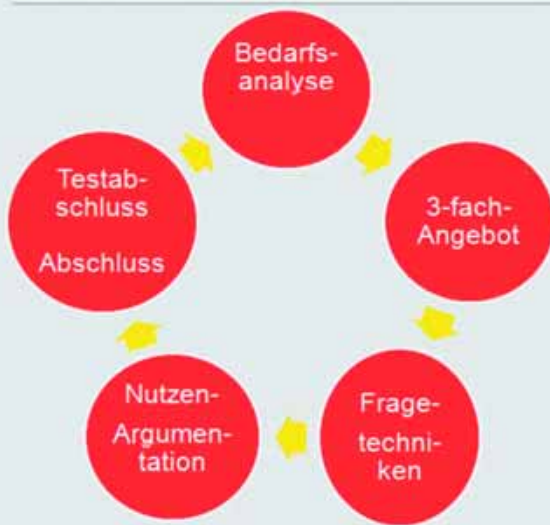 Bedarfs-
analyse
3-fach-
Angebot
Frage-
techni-
ken
Nutzen-
Argumen-
tation
Testab-
schluss
Abschluss